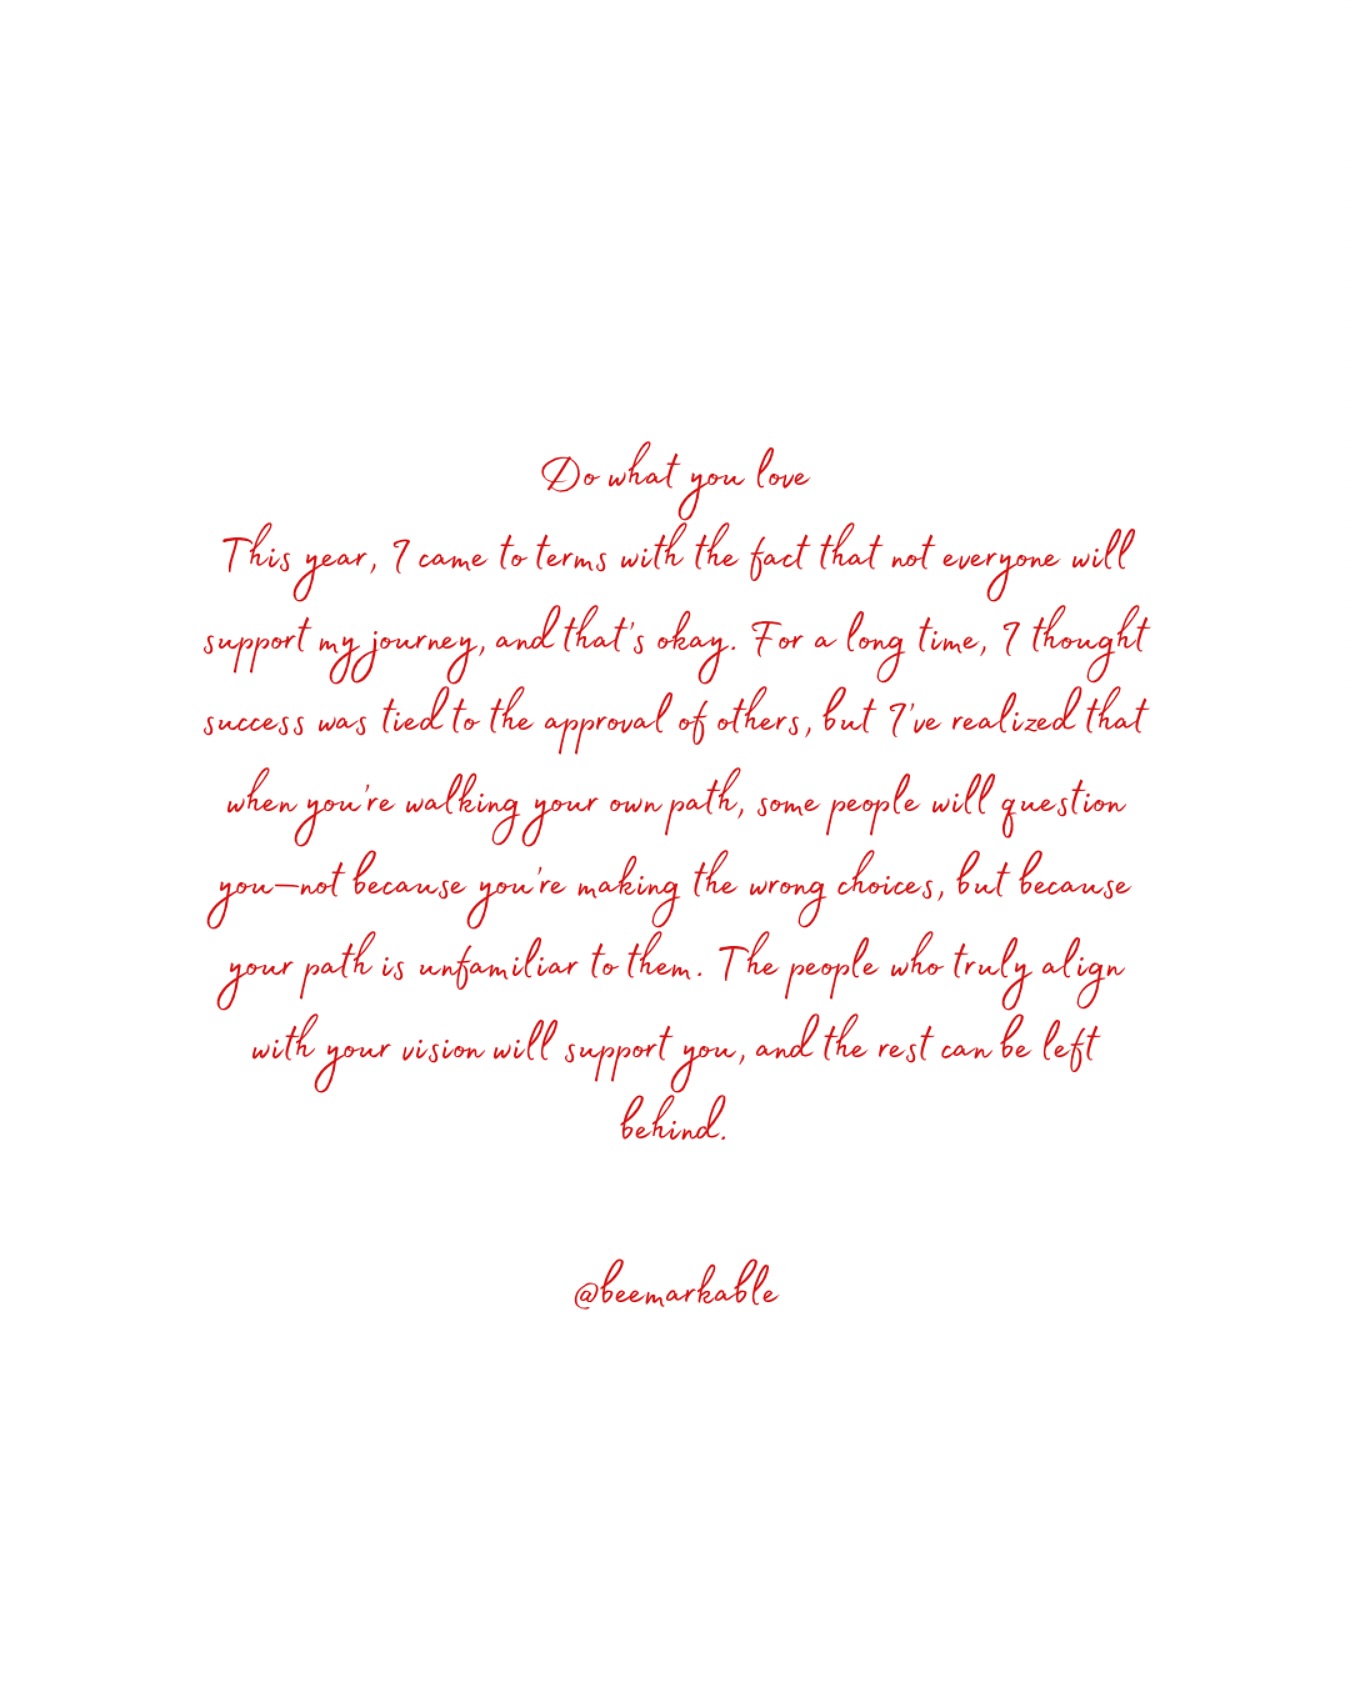 Do what you love
This year, I came to terms with the fact that not everyone will
support my journey, and that's okay. For a long time, I thought
success was tied to the approval of others, but I've realized that
when you're walking your own path, some people will question
you—not because you're making the wrong choices, but because
your path is unfamiliar to them. The people who truly align
with your vision will support you, and the rest can be left
behind.
@beemarkable